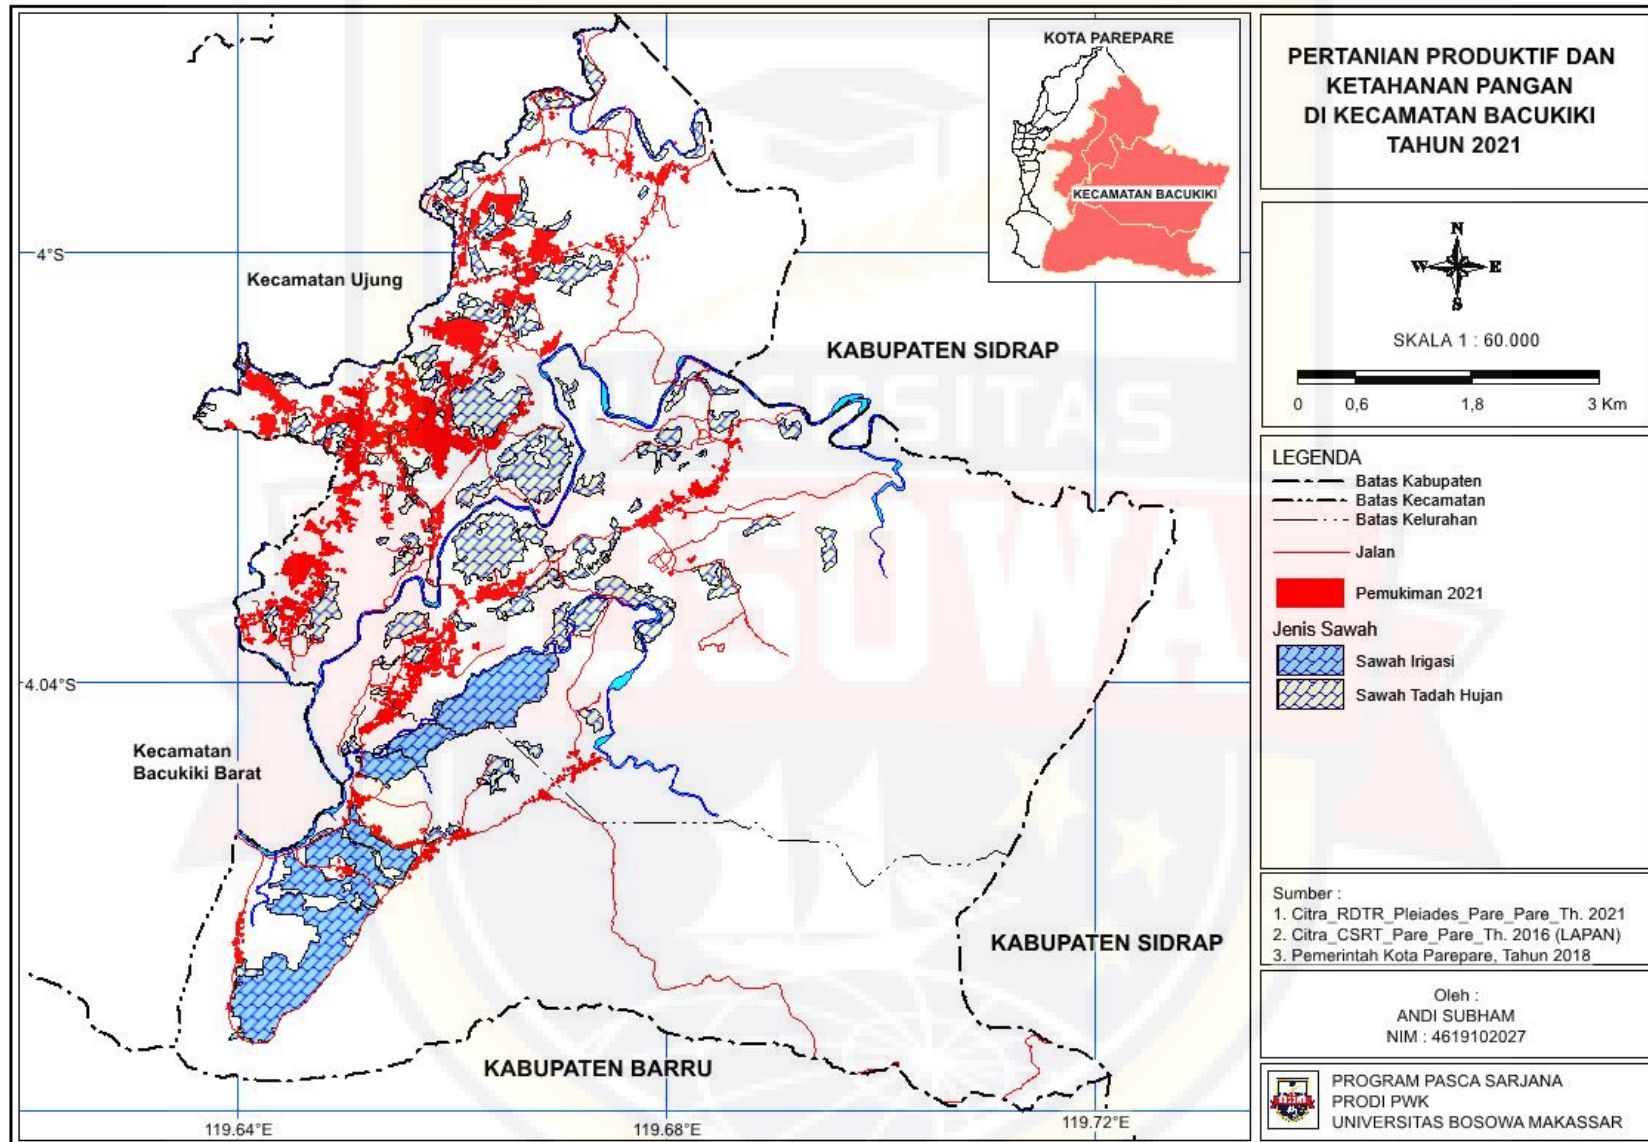 KOTA PAREPARE
KECAMATAN BACUKIKI
4°S
Kecamatan Ujung
KABUPATEN SIDRAP
4.04°S
Kecamatan
Bacukiki Barat
KABUPATEN SIDRAP
KABUPATEN BARRU
119.64°E
119.68°E
119.72°E
UNIVERSITAS
BOSOWA
PERTANIAN PRODUKTIF DAN
KETAHANAN PANGAN
DI KECAMATAN BACUKIKI
TAHUN 2021
N
W E
S
SKALA 1 : 60.000
0 0,6 1,8 3 Km
LEGENDA
Batas Kabupaten
Batas Kecamatan
Batas Kelurahan
Jalan
Pemukiman 2021
Jenis Sawah
Sawah Irigasi
Sawah Tadah Hujan
Sumber :
1. Citra_RDTR_Pleiades_Pare_Pare_Th. 2021
2. Citra_CSRT_Pare_Pare_Th. 2016 (LAPAN)
3. Pemerintah Kota Parepare, Tahun 2018
Oleh :
ANDI SUBHAM
NIM : 4619102027
PROGRAM PASCA SARJANA
PRODI PWK
UNIVERSITAS BOSOWA MAKASSAR